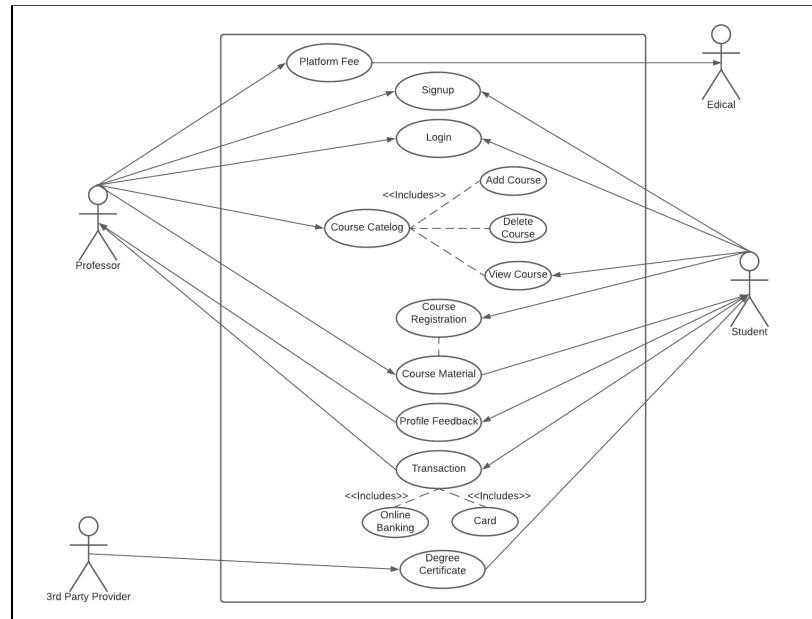 Platform Fee
Edical
Signup
Login
<<Includes>>
Add Course
Course Catelog
Delete
Course
View Course
Professor
Student
Course
Registration
Course Material
Profile Feedback
Transaction
<<Includes>>
<<Includes>>
Online
Banking
Card
Degree
Certificate
3rd Party Provider